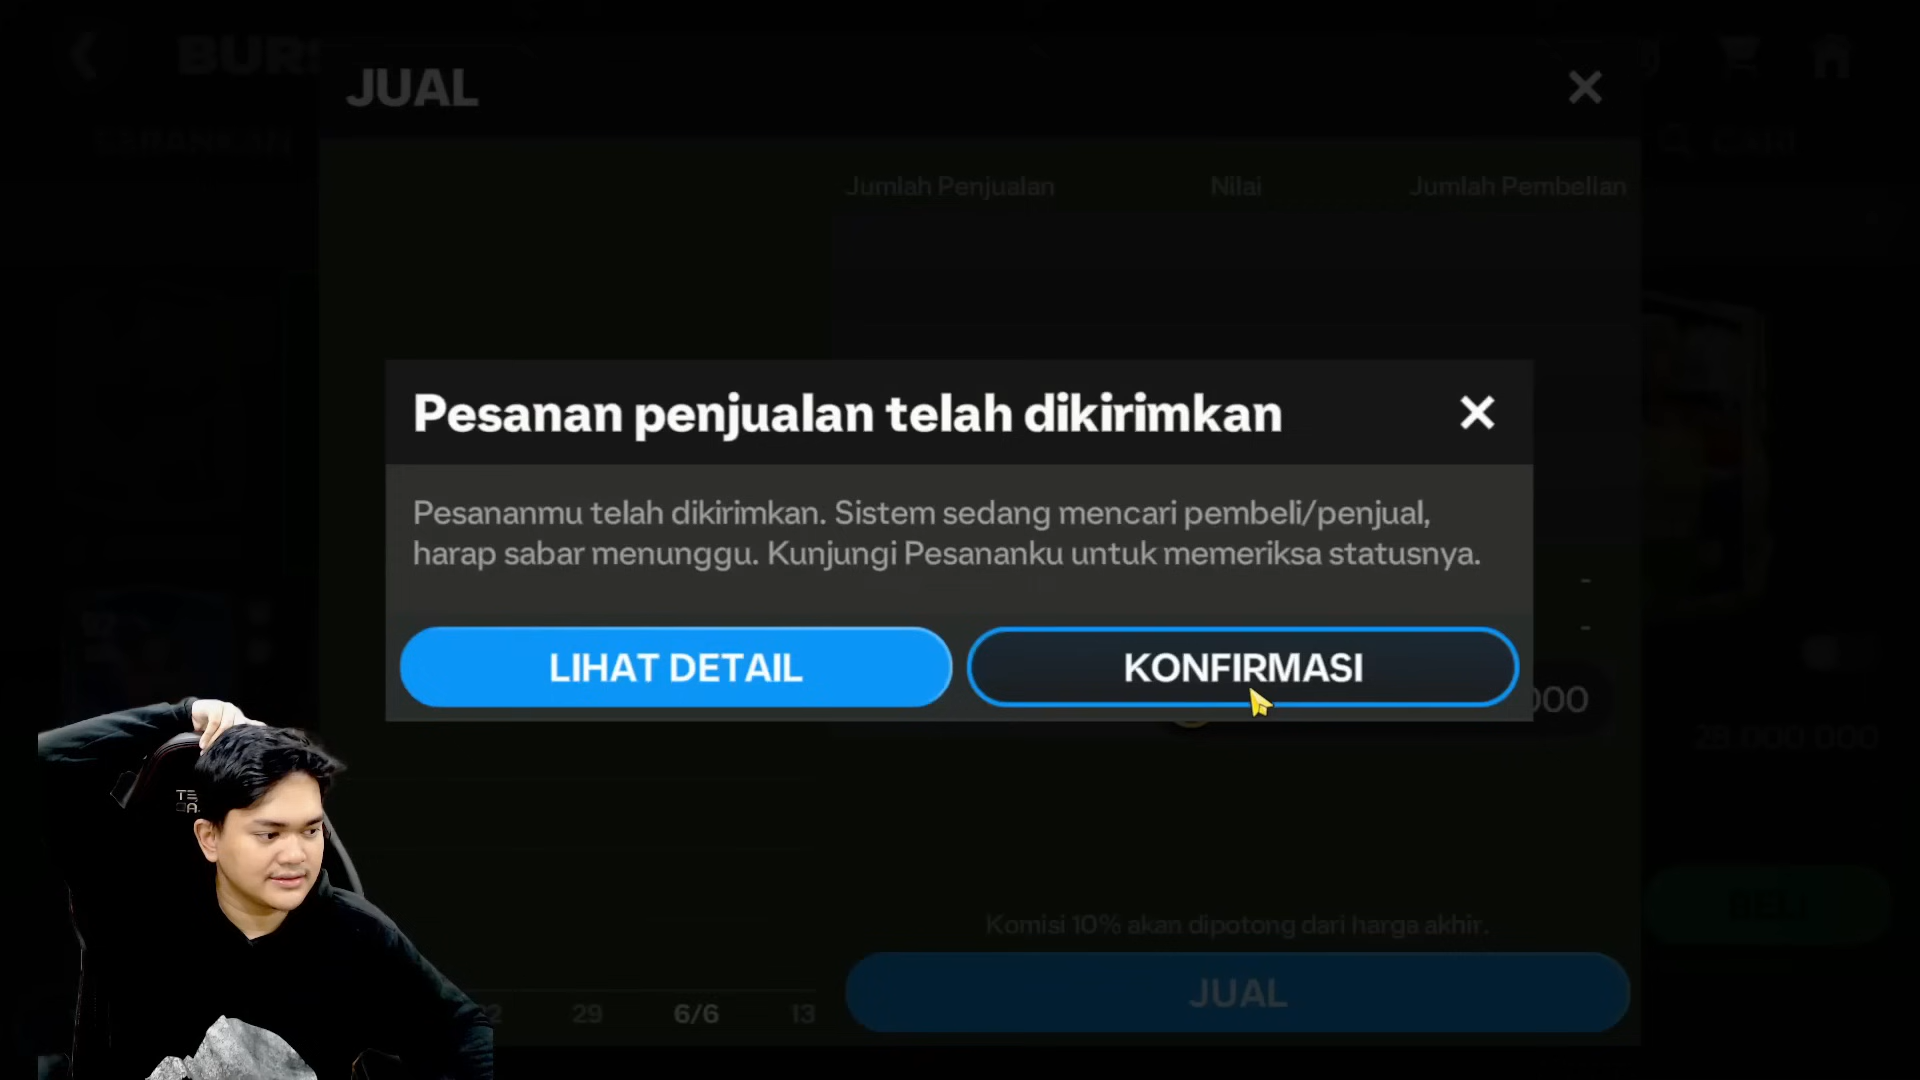 JUAL
Jumlah Penjualan Nilai Jumlah Pembelian
Pesanan penjualan telah dikirimkan
Pesananmu telah dikirimkan. Sistem sedang mencari pembeli/penjual,
harap sabar menunggu. Kunjungi Pesananku untuk memeriksa statusnya.
-
-
LIHAT DETAIL KONFIRMASI
000
Komisi 10% akan dipotong dari harga akhir.
JUAL
29 6/6 13